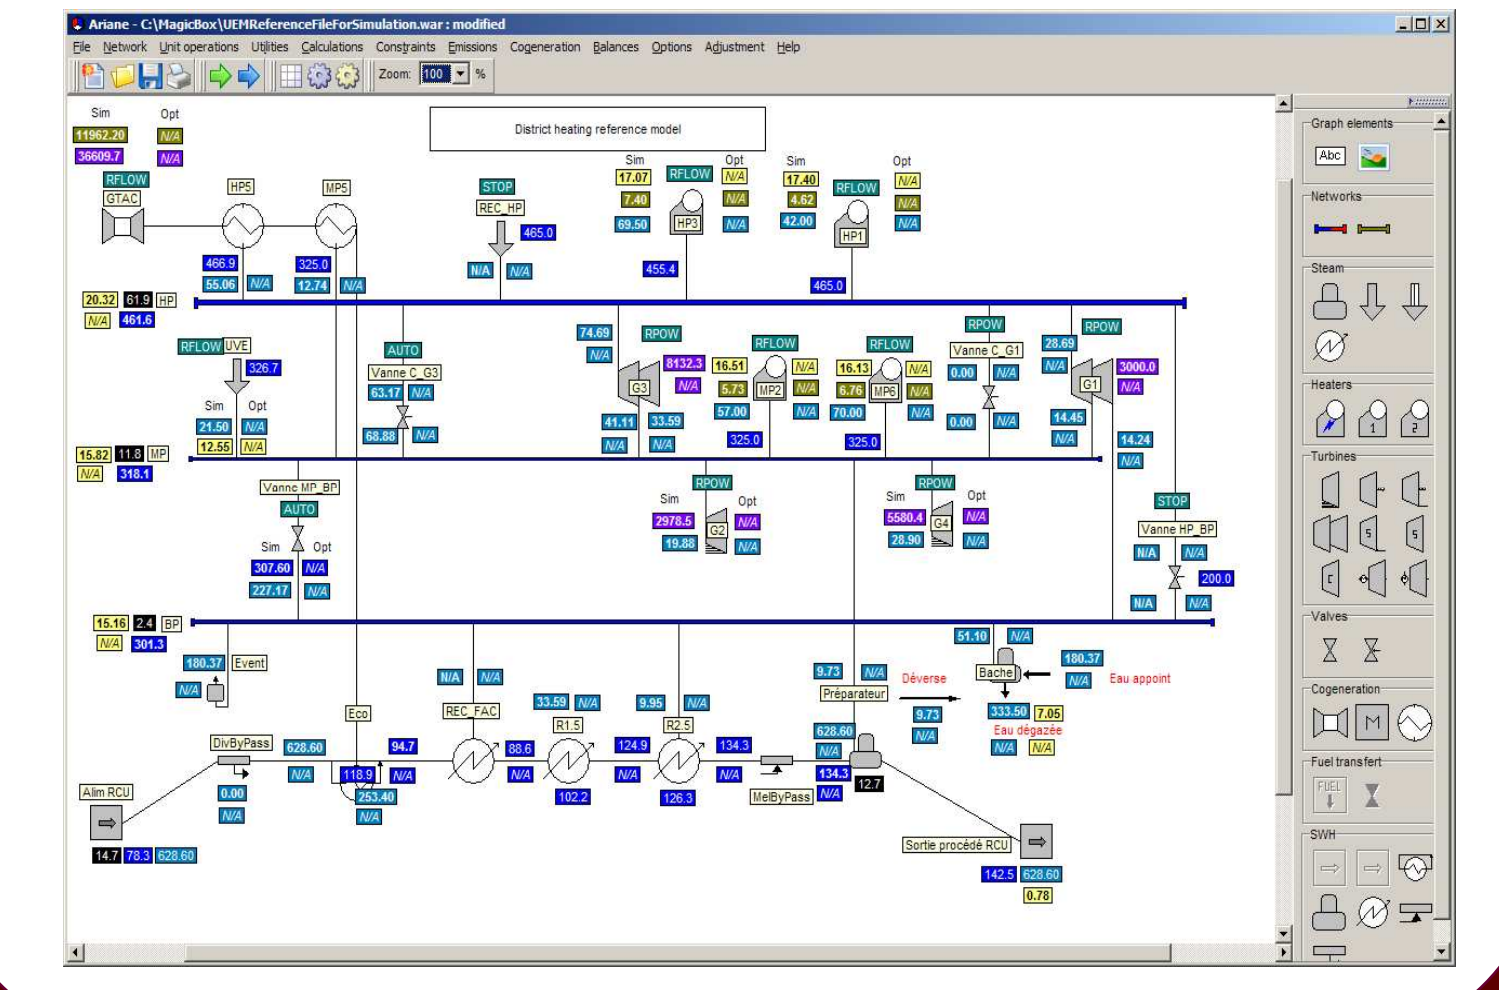 Ariane - C:\MagicBox\UEMReferenceFileForSimulation.war : modified
File Network Unit operations Utilities Calculations Constraints Emissions Cogeneration Balances Options Adjustment Help
Zoom: 100 %
District heating reference model
Sim Opt
11962.20 N/A
36609.7 N/A
RFLOW
GTAC
HP5
MP5
466.9
55.06 N/A
325.0
12.74 N/A
STOP
REC_HP
465.0
N/A N/A
Sim Opt
17.07 RFLOW N/A
7.40 N/A
69.50 HP3 N/A
455.4
Sim Opt
17.40 RFLOW N/A
4.62 N/A
42.00 HP1 N/A
465.0
20.32 61.9 HP
N/A 461.6
RFLOW UVE
326.7
Sim Opt
21.50 N/A
12.55 N/A
AUTO
Vanne C_G3
63.17 N/A
68.88 N/A
74.69 RPOW
N/A
8132.3
N/A
G3
41.11 33.59
N/A N/A
RFLOW
16.51 N/A
5.73 MP2 N/A
57.00 N/A
325.0
RFLOW
16.13 N/A
6.76 MP6 N/A
70.00 N/A
325.0
RPOW
Vanne C_G1
0.00 N/A
0.00 N/A
RPOW
28.69
N/A
3000.0
N/A
G1
14.45
N/A
14.24
N/A
15.82 11.8 MP
N/A 318.1
Vanne MP_BP
AUTO
Sim Opt
307.60 N/A
227.17 N/A
RPOW
Sim Opt
2978.5 G2 N/A
19.88 N/A
RPOW
Sim Opt
5580.4 G4 N/A
28.90 N/A
STOP
Vanne HP_BP
N/A N/A
200.0
N/A N/A
15.16 2.4 BP
N/A 301.3
180.37 Event
N/A
51.10 N/A
Bache
180.37
N/A
Eau appoint
333.50 7.05
Eau dégazée
N/A N/A
Eco
N/A N/A
REC_FAC
33.59 N/A
R1.5
9.95 N/A
R2.5
9.73 N/A
Préparateur
Déverse
9.73
N/A
628.60
N/A
DivByPass
628.60
N/A
0.00
N/A
118.9
94.7
N/A
253.40
N/A
88.6
N/A
102.2
124.9
N/A
126.3
134.3
N/A
MelByPass
134.3
N/A
12.7
Alim RCU
14.7 78.3 628.60
Sortie procédé RCU
142.5 628.60
0.78
Graph elements
Abc
Networks
Steam
Heaters
1 2
Turbines
S S
C
Valves
Cogeneration
M
Fuel transfert
FUEL
SWH